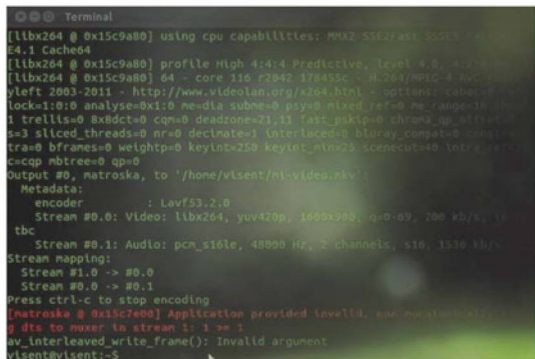 Terminal
[libx264 @ 0x15c9a80] using cpu capabilities: MMX2 SSE2Fast SSSE3
E4.1 Cache64
[libx264 @ 0x15c9a80] profile High 4:4:4 Predictive, level
[libx264 @ 0x15c9a80] 64 - core 116 r2042 178455c - H.264/MPEG-4 AVC
yleft 2003-2011 - http://www.videolan.org/x264.html - options:
lock=1:0:0 analyse=0x1:0 me=dia subme=0 psy=0 mixed_ref=0
1 trellis=0 8x8dct=0 cqm=0 deadzone=21,11 fast_pskip=0
s=3 sliced_threads=0 nr=0 decimate=1 interlaced=0 bluray_compat=0
tra=0 bframes=0 weightp=0 keyint=250 keyint_min=25 scenecut=40
c=cqp mbtree=0 qp=0
Output #0, matroska, to '/home/visent/mi-video.mkv':
Metadata:
encoder : Lavf53.2.0
Stream #0.0: Video: libx264, yuv420p, 1600x900, q=0-69, 200 kb/s,
tbc
Stream #0.1: Audio: pcm_s16le, 48000 Hz, 2 channels, s16, 1536 kb/s
Stream mapping:
Stream #1.0 -> #0.0
Stream #0.0 -> #0.1
Press ctrl-c to stop encoding
[matroska @ 0x15c7e00] Application provided invalid, non
g dts to muxer in stream 1: 1 >= 1
av_interleaved_write_frame(): Invalid argument
visent@visent:~$